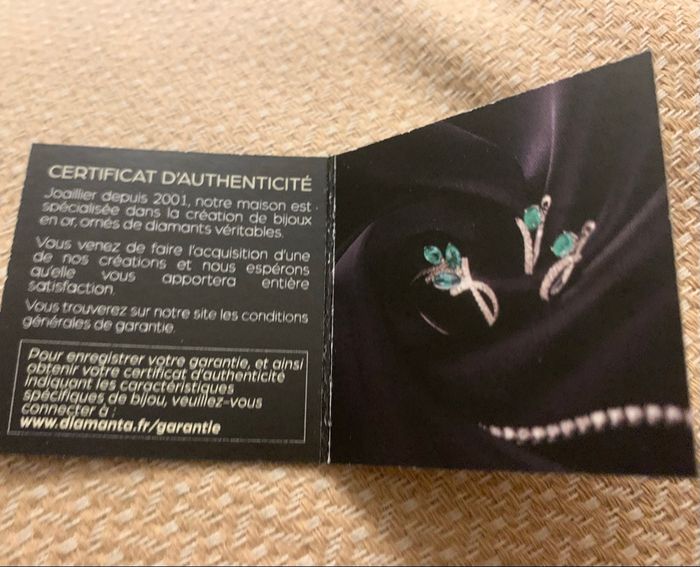 CERTIFICAT D'AUTHENTICITÉ
Joaillier depuis 2001, notre maison est
spécialisée dans la création de bijoux
en or, ornés de diamants véritables.
Vous venez de faire l'acquisition d'une
de nos créations et nous espérons
qu'elle vous apportera entière
satisfaction.
Vous trouverez sur notre site les conditions
générales de garantie.
Pour enregistrer votre garantie, et ainsi
obtenir votre certificat d'authenticité
indiquant les caractéristiques
spécifiques de bijou, veuillez-vous
connecter à :
www.diamanta.fr/garantie